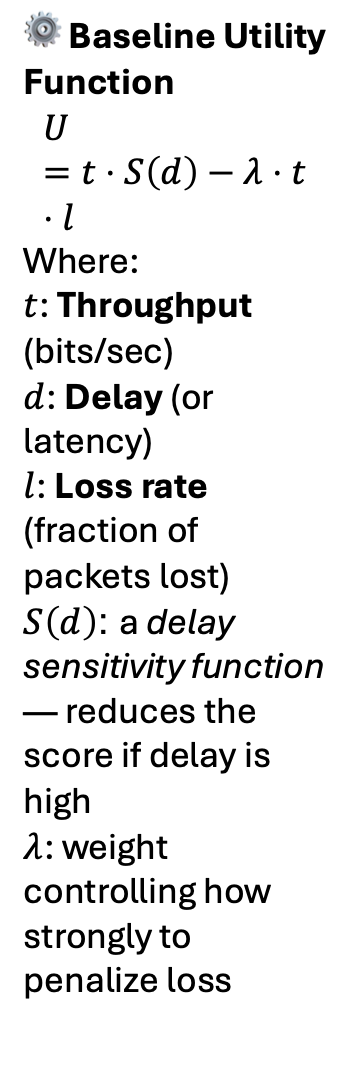 ⚙️ Baseline Utility
Function
U
= t · S(d) − λ · t
· l
Where:
t: Throughput
(bits/sec)
d: Delay (or
latency)
l: Loss rate
(fraction of
packets lost)
S(d): a delay
sensitivity function
— reduces the
score if delay is
high
λ: weight
controlling how
strongly to
penalize loss